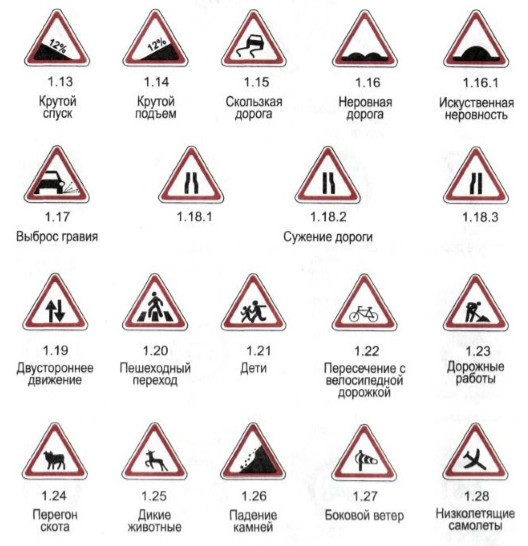 12%
12%
1.13
1.14
1.15
1.16
1.16.1
Крутой
спуск
Крутой
подъем
Скользкая
дорога
Неровная
дорога
Искуственная
неровность
1.17
1.18.1
1.18.2
1.18.3
Выброс гравия
Сужение дороги
1.19
1.20
1.21
1.22
1.23
Двустороннее
движение
Пешеходный
переход
Дети
Пересечение с
велосипедной
дорожкой
Дорожные
работы
1.24
1.25
1.26
1.27
1.28
Перегон
скота
Дикие
животные
Падение
камней
Боковой ветер
Низколетящие
самолеты